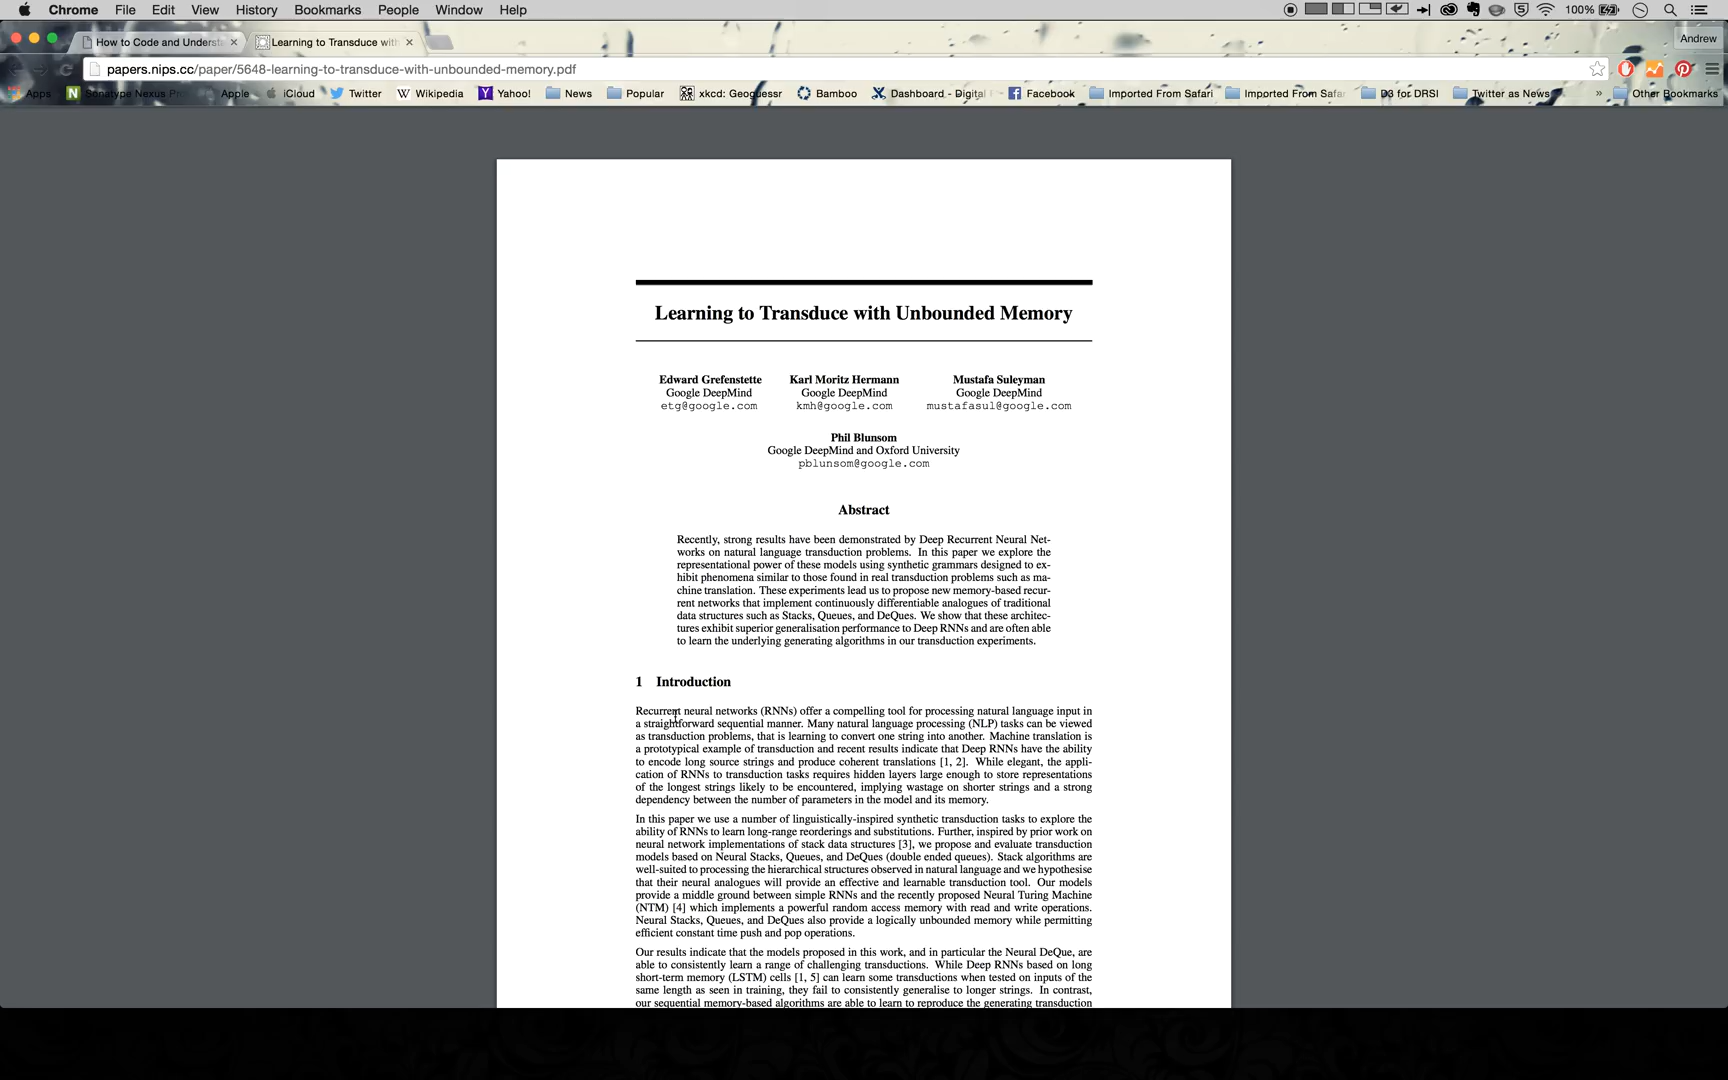 Chrome File Edit View History Bookmarks People Window Help 100%
How to Code and Underst
Learning to Transduce with
Andrew
papers.nips.cc/paper/5648-learning-to-transduce-with-unbounded-memory.pdf
Apps Sonatype Nexus Pr Apple iCloud Twitter Wikipedia Yahoo! News Popular xkcd: Geoguessr Bamboo Dashboard - Digital Facebook Imported From Safari Imported From Safa D3 for DRSI Twitter as News » Other Bookmarks
Learning to Transduce with Unbounded Memory
Edward Grefenstette Karl Moritz Hermann Mustafa Suleyman
Google DeepMind Google DeepMind Google DeepMind
etg@google.com kmh@google.com mustafasul@google.com
Phil Blunsom
Google DeepMind and Oxford University
pblunsom@google.com
Abstract
Recently, strong results have been demonstrated by Deep Recurrent Neural Net-
works on natural language transduction problems. In this paper we explore the
representational power of these models using synthetic grammars designed to ex-
hibit phenomena similar to those found in real transduction problems such as ma-
chine translation. These experiments lead us to propose new memory-based recur-
rent networks that implement continuously differentiable analogues of traditional
data structures such as Stacks, Queues, and DeQues. We show that these architec-
tures exhibit superior generalisation performance to Deep RNNs and are often able
to learn the underlying generating algorithms in our transduction experiments.
1 Introduction
Recurrent neural networks (RNNs) offer a compelling tool for processing natural language input in
a straightforward sequential manner. Many natural language processing (NLP) tasks can be viewed
as transduction problems, that is learning to convert one string into another. Machine translation is
a prototypical example of transduction and recent results indicate that Deep RNNs have the ability
to encode long source strings and produce coherent translations [1, 2]. While elegant, the appli-
cation of RNNs to transduction tasks requires hidden layers large enough to store representations
of the longest strings likely to be encountered, implying wastage on shorter strings and a strong
dependency between the number of parameters in the model and its memory.
In this paper we use a number of linguistically-inspired synthetic transduction tasks to explore the
ability of RNNs to learn long-range reorderings and substitutions. Further, inspired by prior work on
neural network implementations of stack data structures [3], we propose and evaluate transduction
models based on Neural Stacks, Queues, and DeQues (double ended queues). Stack algorithms are
well-suited to processing the hierarchical structures observed in natural language and we hypothesise
that their neural analogues will provide an effective and learnable transduction tool. Our models
provide a middle ground between simple RNNs and the recently proposed Neural Turing Machine
(NTM) [4] which implements a powerful random access memory with read and write operations.
Neural Stacks, Queues, and DeQues also provide a logically unbounded memory while permitting
efficient constant time push and pop operations.
Our results indicate that the models proposed in this work, and in particular the Neural DeQue, are
able to consistently learn a range of challenging transductions. While Deep RNNs based on long
short-term memory (LSTM) cells [1, 5] can learn some transductions when tested on inputs of the
same length as seen in training, they fail to consistently generalise to longer strings. In contrast,
our sequential memory-based algorithms are able to learn to reproduce the generating transduction